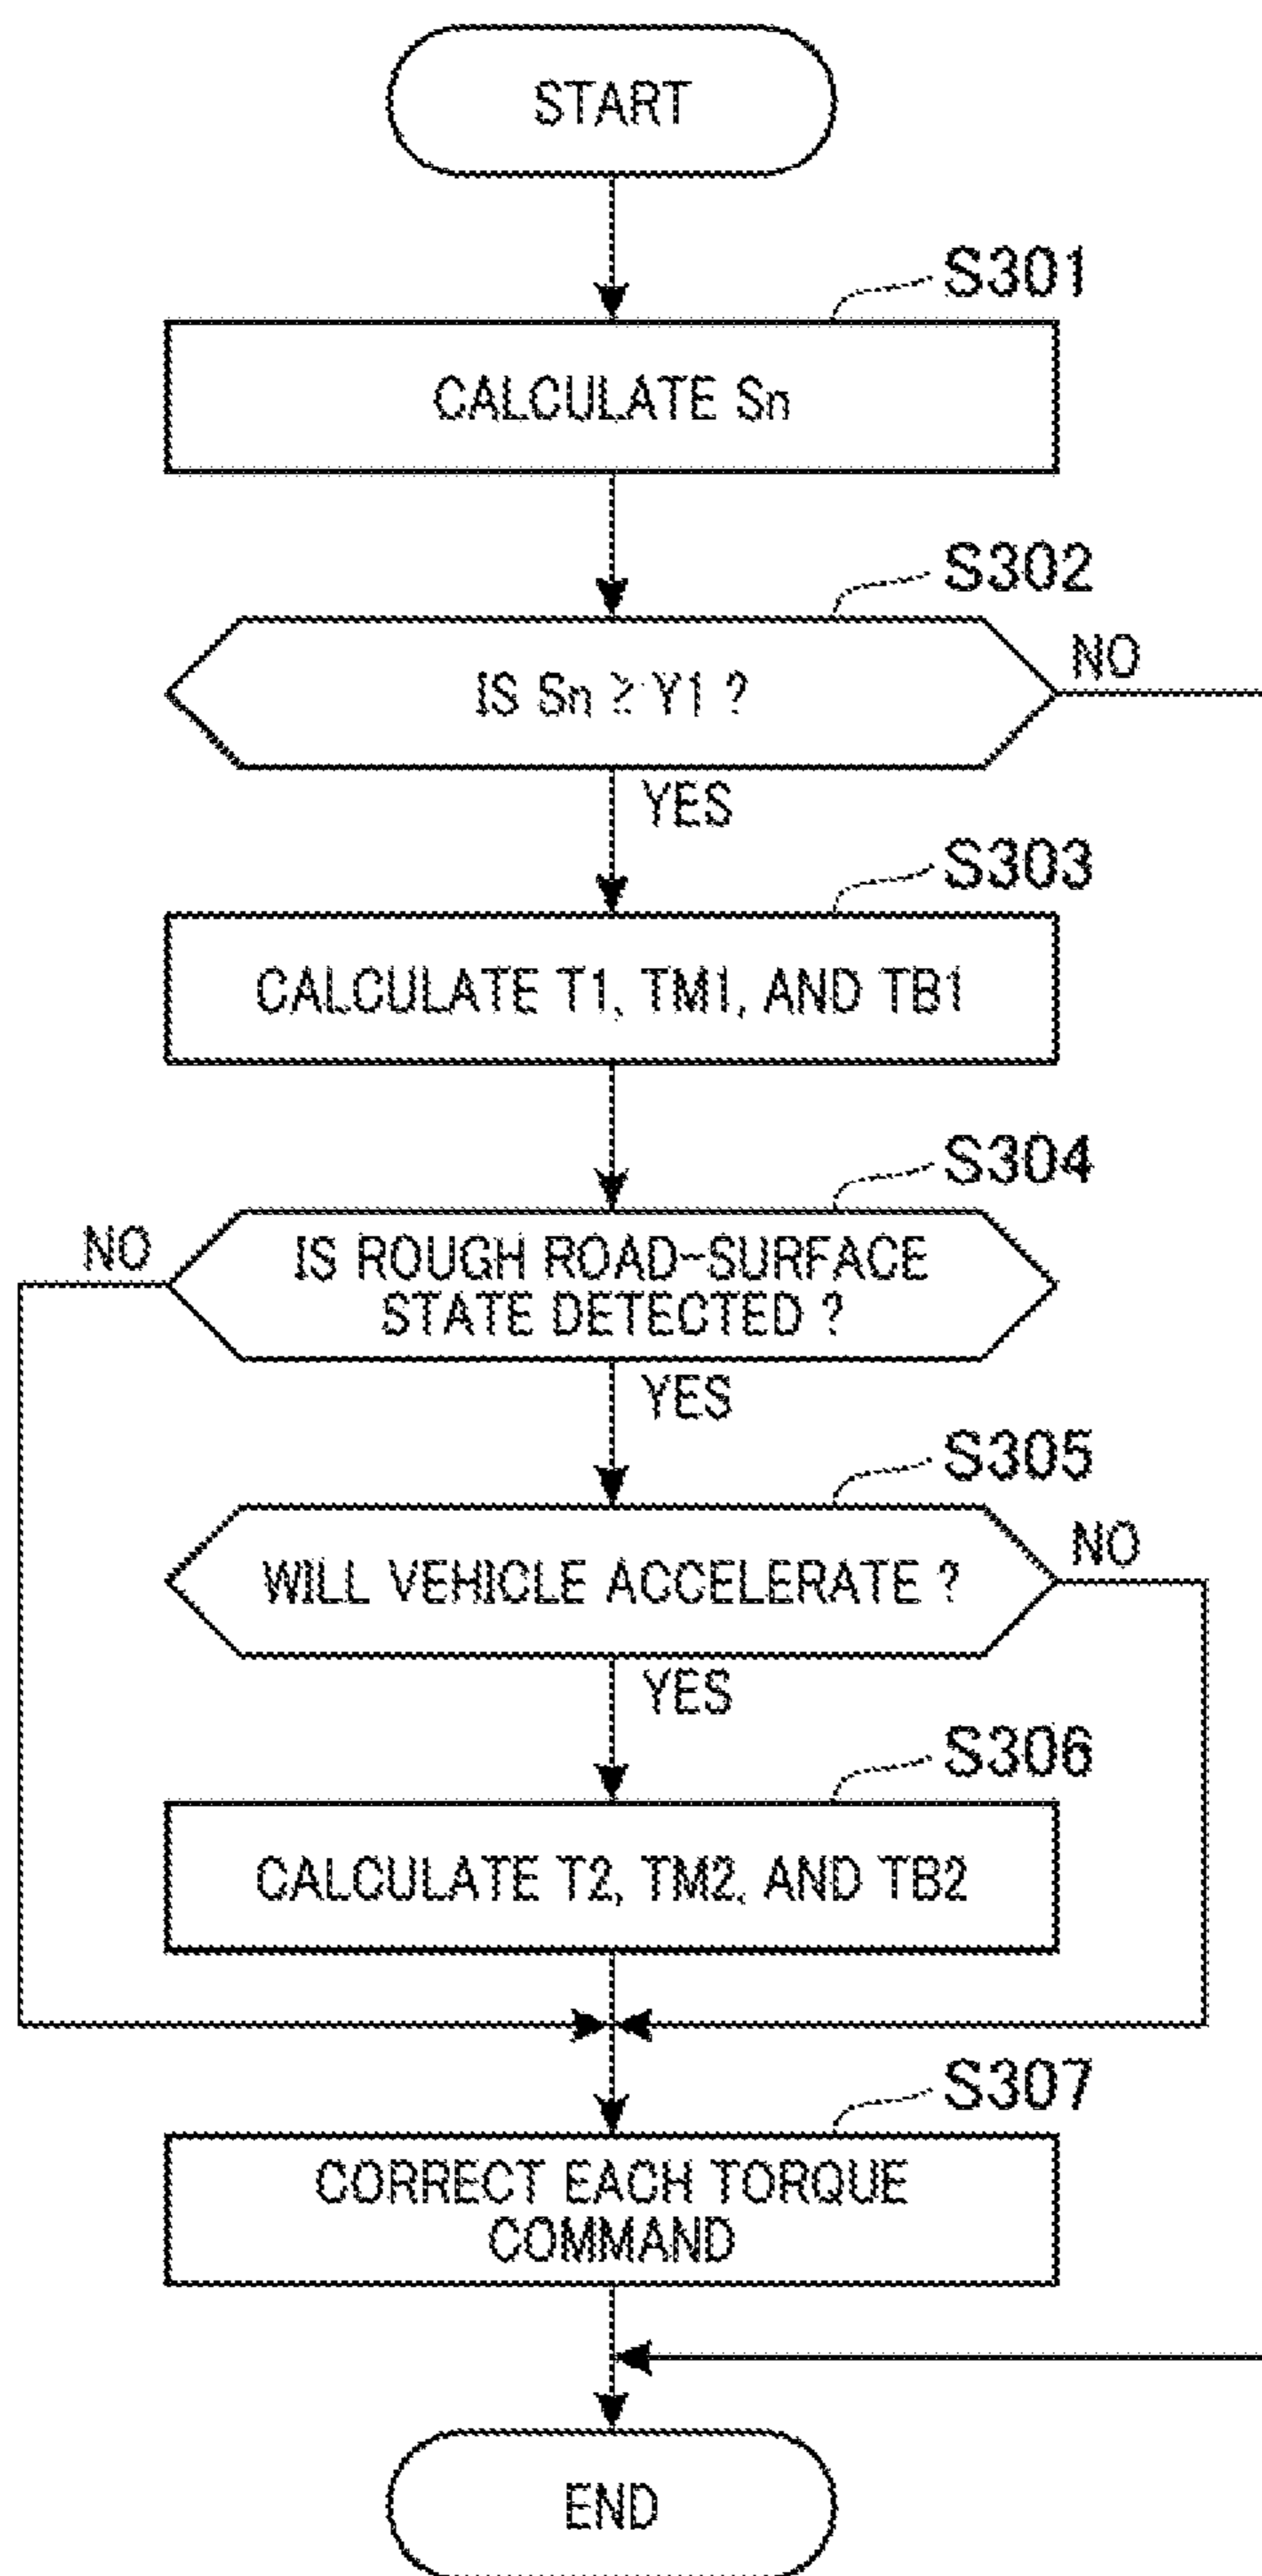 START
S301
CALCULATE Sn
S302
IS Sn ≥ Y1 ?
NO
YES
S303
CALCULATE T1, TM1, AND TB1
S304
NO
IS ROUGH ROAD-SURFACE
STATE DETECTED ?
YES
S305
WILL VEHICLE ACCELERATE ?
NO
YES
S306
CALCULATE T2, TM2, AND TB2
S307
CORRECT EACH TORQUE
COMMAND
END